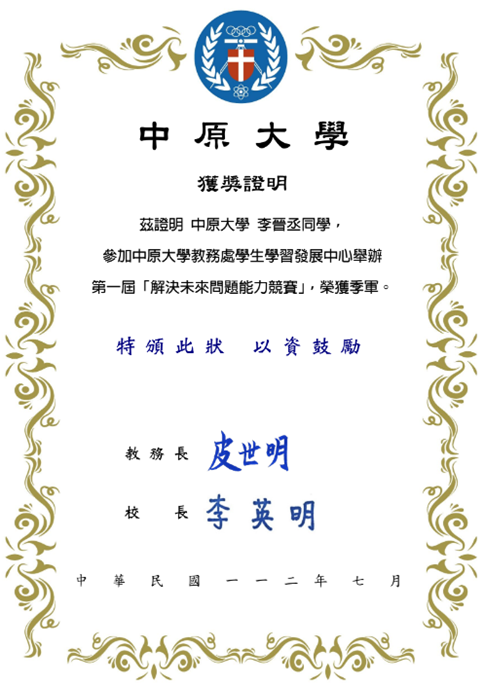 中原大學
獲獎證明
茲證明 中原大學 李晉丞同學，
參加中原大學教務處學生學習發展中心舉辦
第一屆「解決未來問題能力競賽」，榮獲季軍。
特頒此狀 以資鼓勵
教務長 皮世明
校長 李英明
中華民國一一二年七月